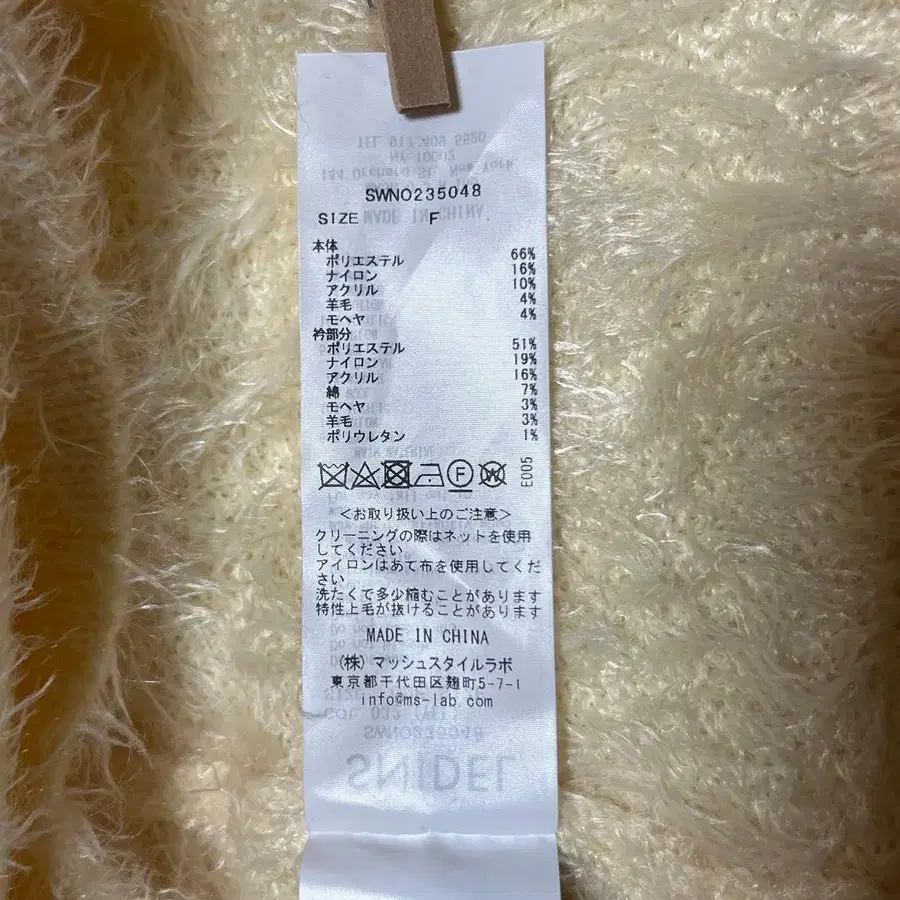 SWNO235048
SIZE F
本体
ポリエステル 66%
ナイロン 16%
アクリル 10%
羊毛 4%
モヘヤ 4%
衿部分
ポリエステル 51%
ナイロン 19%
アクリル 16%
綿 7%
モヘヤ 3%
羊毛 3%
ポリウレタン 1%
F W E005
<お取り扱い上のご注意>
クリーニングの際はネットを使用
してください
アイロンはあて布を使用してくだ
さい
洗たくで多少縮むことがあります
特性上毛が抜けることがあります
MADE IN CHINA
(株)マッシュスタイルラボ
東京都千代田区麹町5-7-1
info@ms-lab.com
SWNO235048
SNIDEL